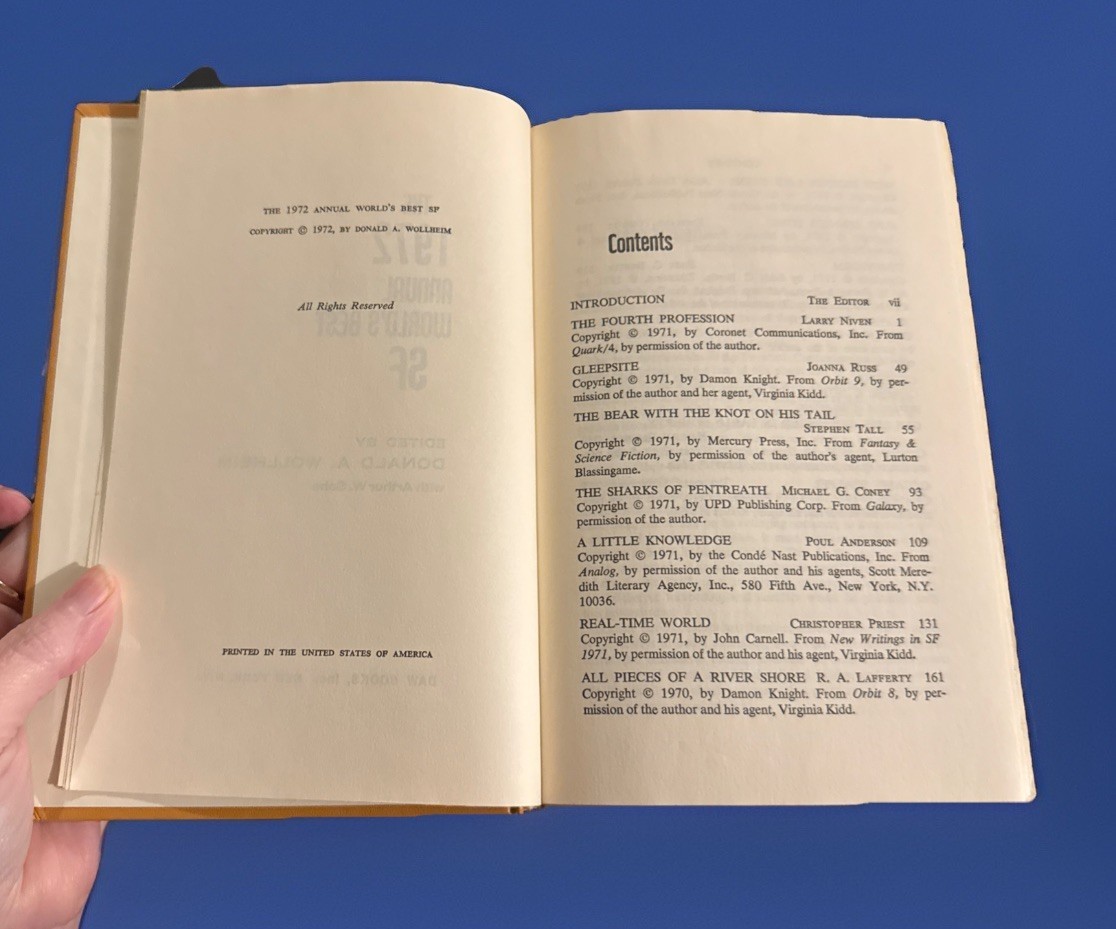 THE 1972 ANNUAL WORLD'S BEST SF
COPYRIGHT © 1972, BY DONALD A. WOLLHEIM
All Rights Reserved
PRINTED IN THE UNITED STATES OF AMERICA
Contents
INTRODUCTION THE EDITOR vii
THE FOURTH PROFESSION LARRY NIVEN 1
Copyright © 1971, by Coronet Communications, Inc. From
Quark/4, by permission of the author.
GLEEPSITE JOANNA RUSS 49
Copyright © 1971, by Damon Knight. From Orbit 9, by per-
mission of the author and her agent, Virginia Kidd.
THE BEAR WITH THE KNOT ON HIS TAIL
STEPHEN TALL 55
Copyright © 1971, by Mercury Press, Inc. From Fantasy &
Science Fiction, by permission of the author's agent, Lurton
Blassingame.
THE SHARKS OF PENTREATH MICHAEL G. CONEY 93
Copyright © 1971, by UPD Publishing Corp. From Galaxy, by
permission of the author.
A LITTLE KNOWLEDGE POUL ANDERSON 109
Copyright © 1971, by the Condé Nast Publications, Inc. From
Analog, by permission of the author and his agents, Scott Mere-
dith Literary Agency, Inc., 580 Fifth Ave., New York, N.Y.
10036.
REAL-TIME WORLD CHRISTOPHER PRIEST 131
Copyright © 1971, by John Carnell. From New Writings in SF
1971, by permission of the author and his agent, Virginia Kidd.
ALL PIECES OF A RIVER SHORE R. A. LAFFERTY 161
Copyright © 1970, by Damon Knight. From Orbit 8, by per-
mission of the author and his agent, Virginia Kidd.